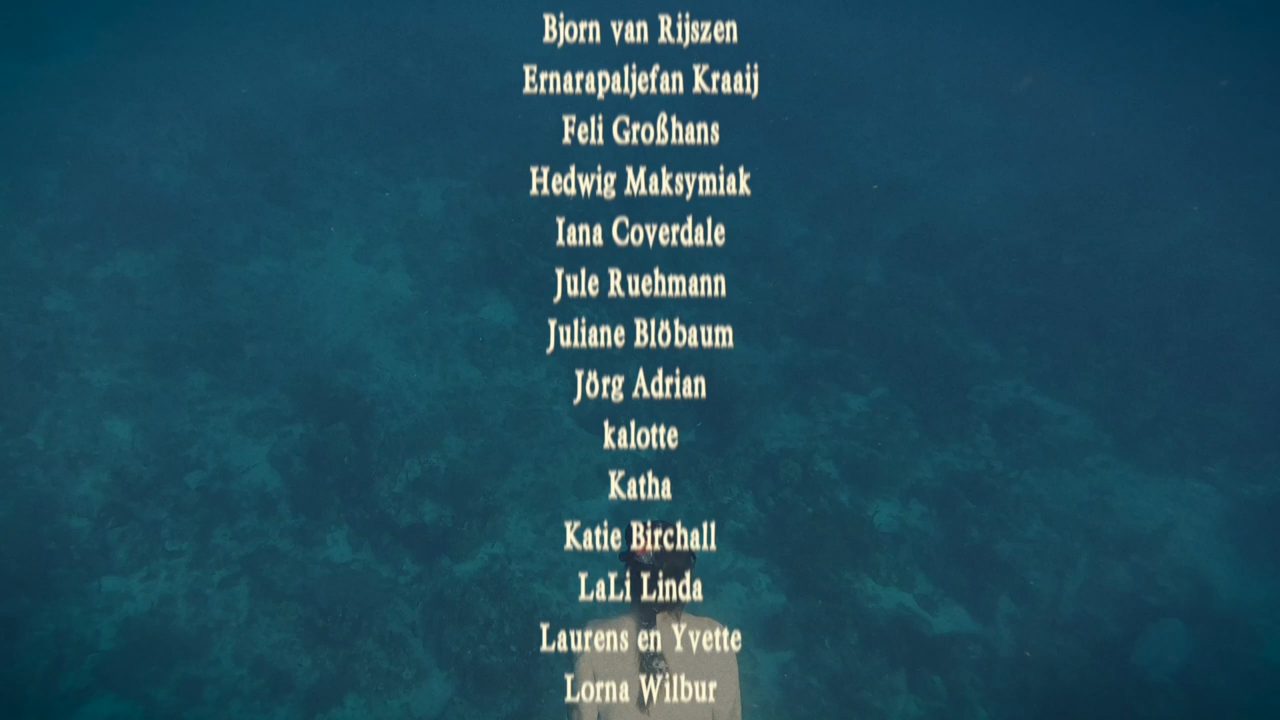 Bjorn van Rijszen
Ernarapaljefan Kraaij
Feli Großhans
Hedwig Maksymiak
Iana Coverdale
Jule Ruehmann
Juliane Blöbaum
Jörg Adrian
kalotte
Katha
Katie Birchall
LaLi Linda
Laurens en Yvette
Lorna Wilbur